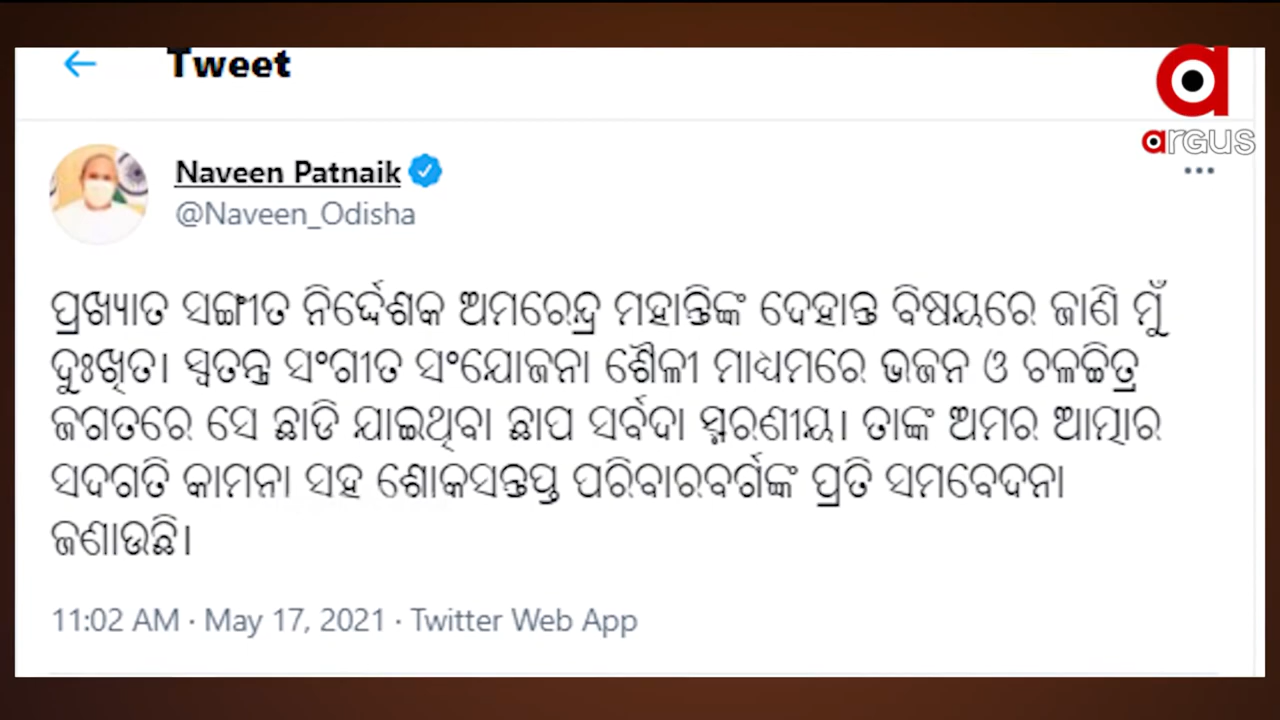 Tweet
argus
Naveen Patnaik
@Naveen_Odisha
ପ୍ରଖ୍ୟାତ ସଙ୍ଗୀତ ନିର୍ଦ୍ଦେଶକ ଅମରେନ୍ଦ୍ର ମହାନ୍ତିଙ୍କ ଦେହାନ୍ତ ବିଷୟରେ ଜାଣି ମୁଁ
ଦୁଃଖିତ। ସ୍ୱତନ୍ତ୍ର ସଂଗୀତ ସଂଯୋଜନା ଶୈଳୀ ମାଧ୍ୟମରେ ଭଜନ ଓ ଚଳଚ୍ଚିତ୍ର
ଜଗତରେ ସେ ଛାଡି ଯାଇଥିବା ଛାପ ସର୍ବଦା ସ୍ମରଣୀୟ। ତାଙ୍କ ଅମର ଆତ୍ମାର
ସଦଗତି କାମନା ସହ ଶୋକସନ୍ତପ୍ତ ପରିବାରବର୍ଗଙ୍କ ପ୍ରତି ସମବେଦନା
ଜଣାଉଛି।
11:02 AM · May 17, 2021 · Twitter Web App